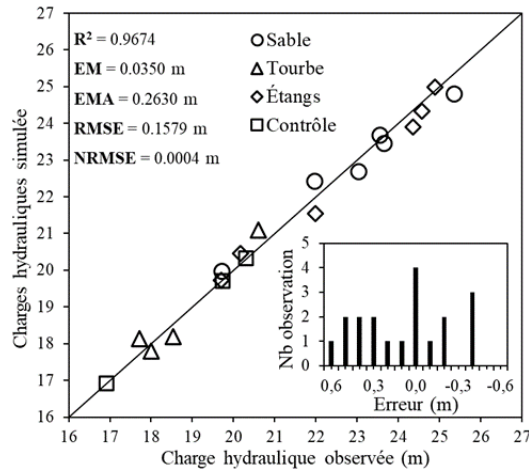 27
26
25
24
23
22
21
20
19
18
17
16
Charges hydrauliques simulée
R² = 0.9674
EM = 0.0350 m
EMA = 0.2630 m
RMSE = 0.1579 m
NRMSE = 0.0004 m
Sable
Tourbe
Étangs
Contrôle
5
4
3
2
1
0
Nb observation
0,6 0,3 0,0 -0,3 -0,6
Erreur (m)
16 17 18 19 20 21 22 23 24 25 26 27
Charge hydraulique observée (m)